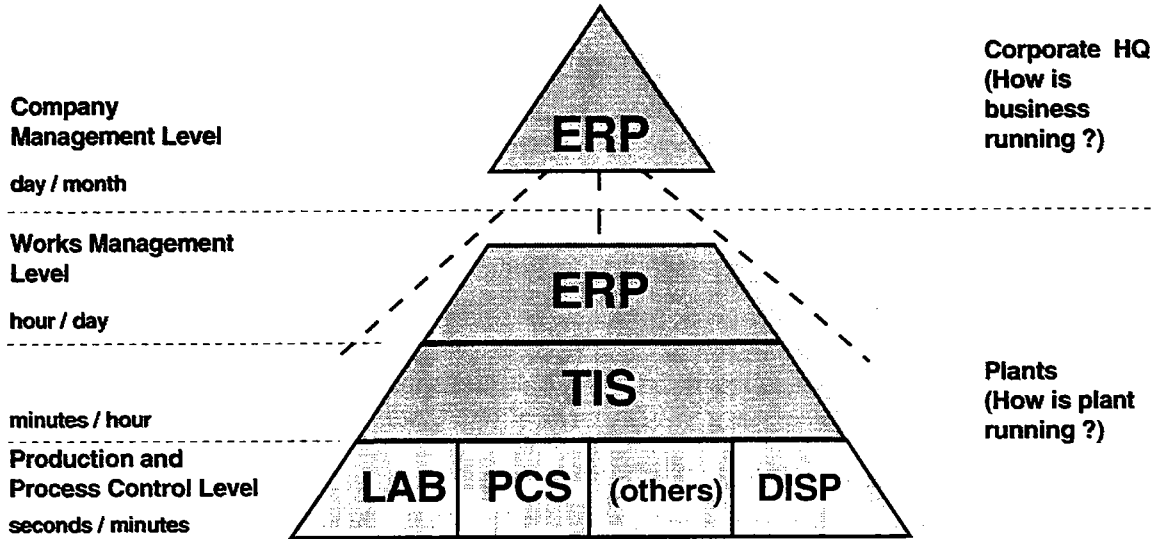 Corporate HQ
(How is
business
running ?)
Company
Management Level
ERP
day / month
Works Management
Level
ERP
hour / day
TIS
Plants
(How is plant
running ?)
minutes / hour
Production and
Process Control Level
LAB PCS (others) DISP
seconds / minutes